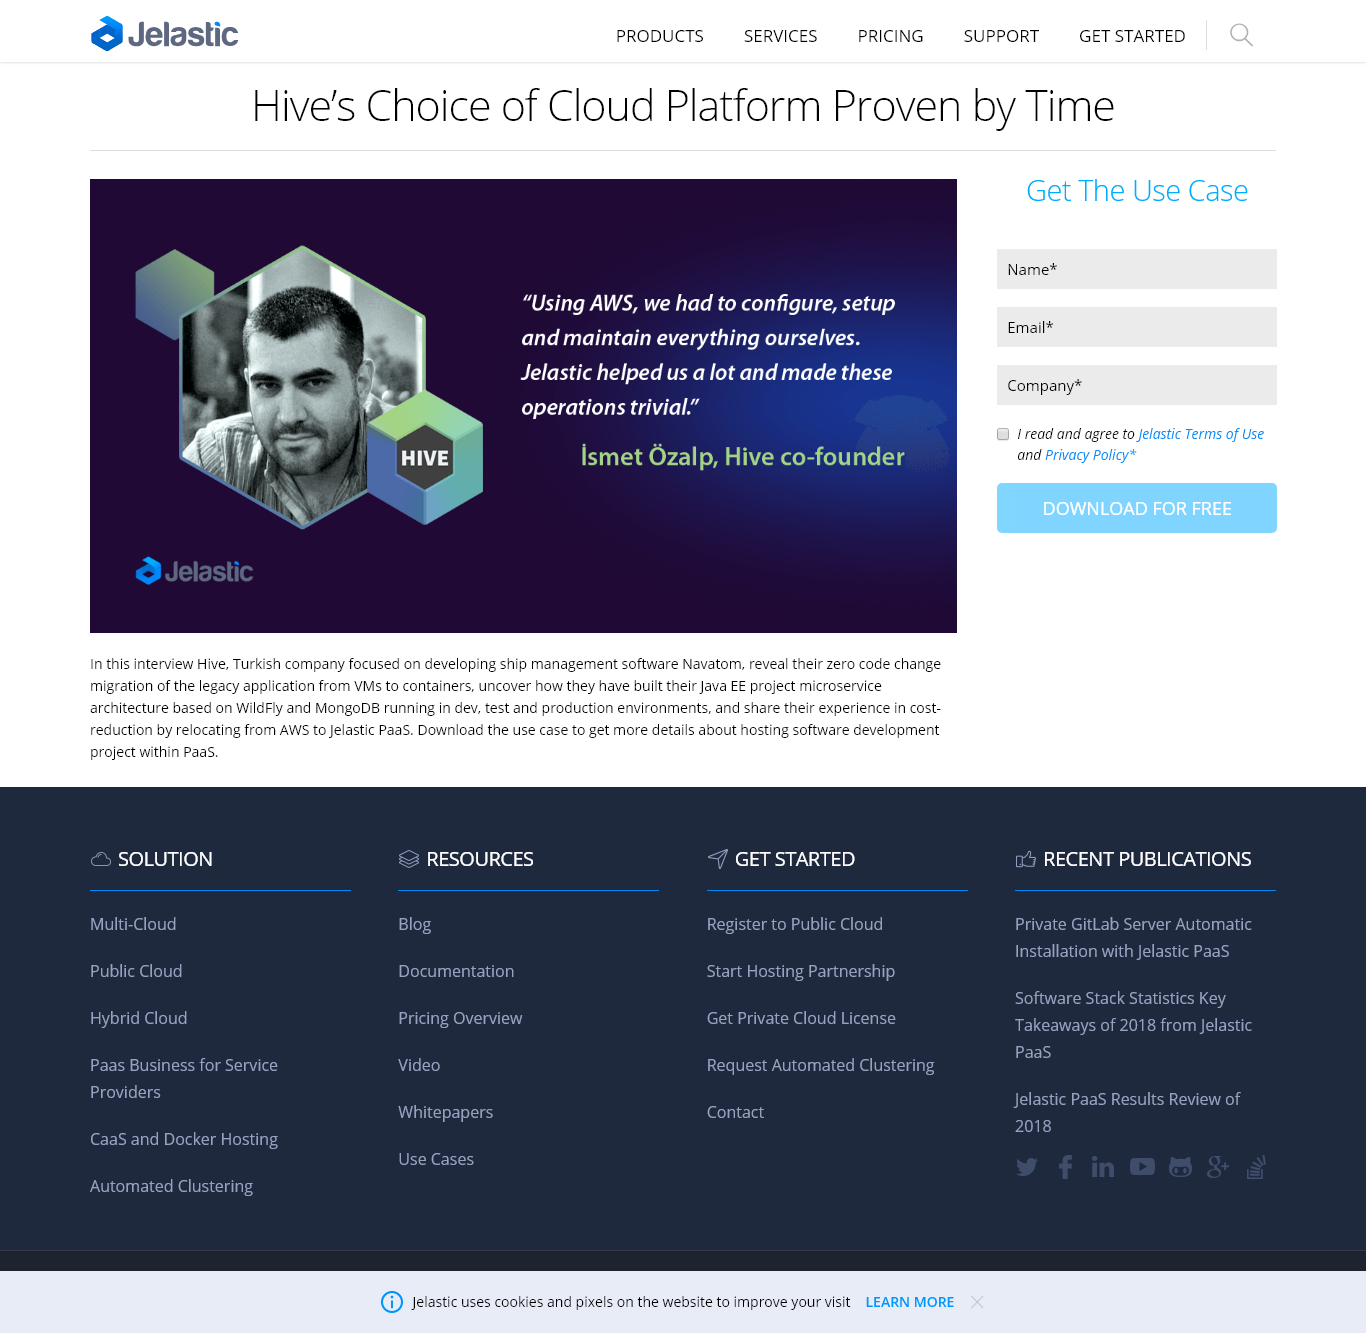 Jelastic
PRODUCTS
SERVICES
PRICING
SUPPORT
GET STARTED
Hive’s Choice of Cloud Platform Proven by Time
“Using AWS, we had to configure, setup
and maintain everything ourselves.
Jelastic helped us a lot and made these
operations trivial.”
İsmet Özalp, Hive co-founder
HIVE
Jelastic
Get The Use Case
Name*
Email*
Company*
I read and agree to Jelastic Terms of Use
and Privacy Policy*
DOWNLOAD FOR FREE
In this interview Hive, Turkish company focused on developing ship management software Navatom, reveal their zero code change
migration of the legacy application from VMs to containers, uncover how they have built their Java EE project microservice
architecture based on WildFly and MongoDB running in dev, test and production environments, and share their experience in cost-
reduction by relocating from AWS to Jelastic PaaS. Download the use case to get more details about hosting software development
project within PaaS.
SOLUTION
Multi-Cloud
Public Cloud
Hybrid Cloud
Paas Business for Service
Providers
CaaS and Docker Hosting
Automated Clustering
RESOURCES
Blog
Documentation
Pricing Overview
Video
Whitepapers
Use Cases
GET STARTED
Register to Public Cloud
Start Hosting Partnership
Get Private Cloud License
Request Automated Clustering
Contact
RECENT PUBLICATIONS
Private GitLab Server Automatic
Installation with Jelastic PaaS
Software Stack Statistics Key
Takeaways of 2018 from Jelastic
PaaS
Jelastic PaaS Results Review of
2018
Jelastic uses cookies and pixels on the website to improve your visit LEARN MORE